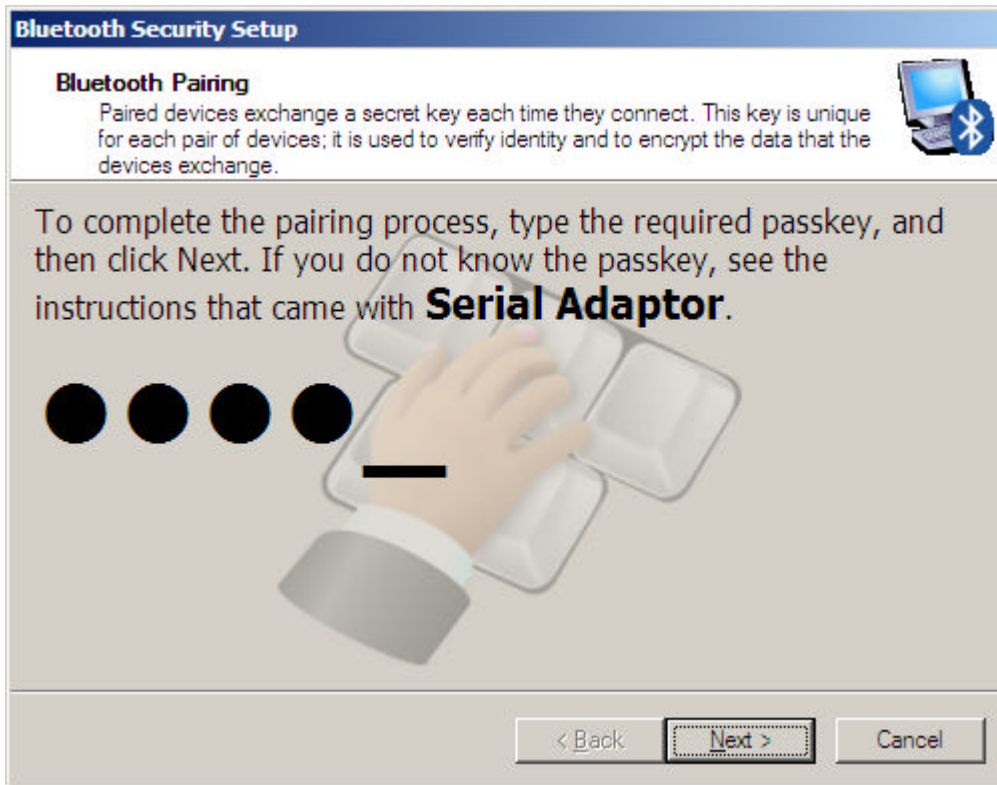 Bluetooth Security Setup
Bluetooth Pairing
Paired devices exchange a secret key each time they connect. This key is unique
for each pair of devices; it is used to verify identity and to encrypt the data that the
devices exchange.
To complete the pairing process, type the required passkey, and
then click Next. If you do not know the passkey, see the
instructions that came with Serial Adaptor.
●●●●_
< Back
Next >
Cancel